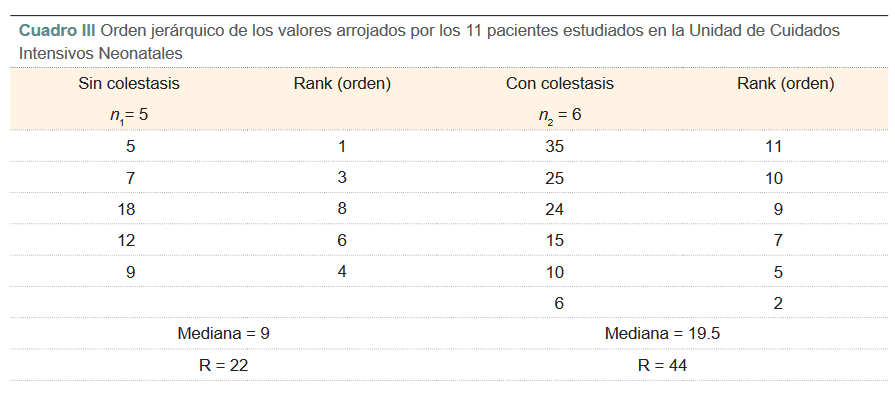 Cuadro III Orden jerárquico de los valores arrojados por los 11 pacientes estudiados en la Unidad de Cuidados
Intensivos Neonatales
Sin colestasis Rank (orden) Con colestasis Rank (orden)
n1= 5 n2 = 6
5 1 35 11
7 3 25 10
18 8 24 9
12 6 15 7
9 4 10 5
6 2
Mediana = 9 Mediana = 19.5
R = 22 R = 44